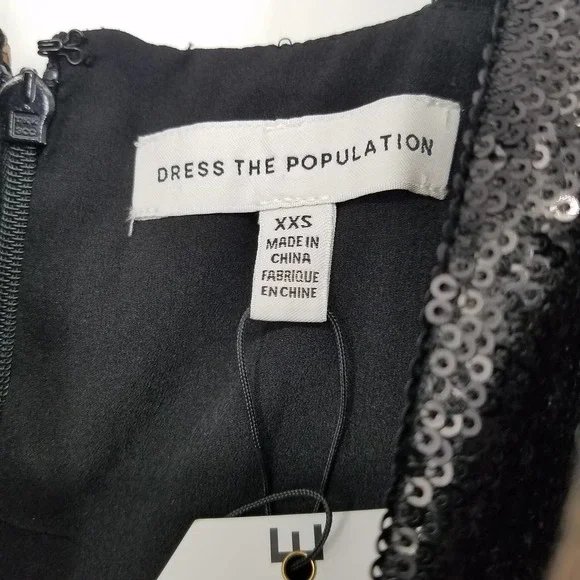 DRESS THE POPULATION
XXS
MADE IN
CHINA
FABRIQUE
EN CHINE